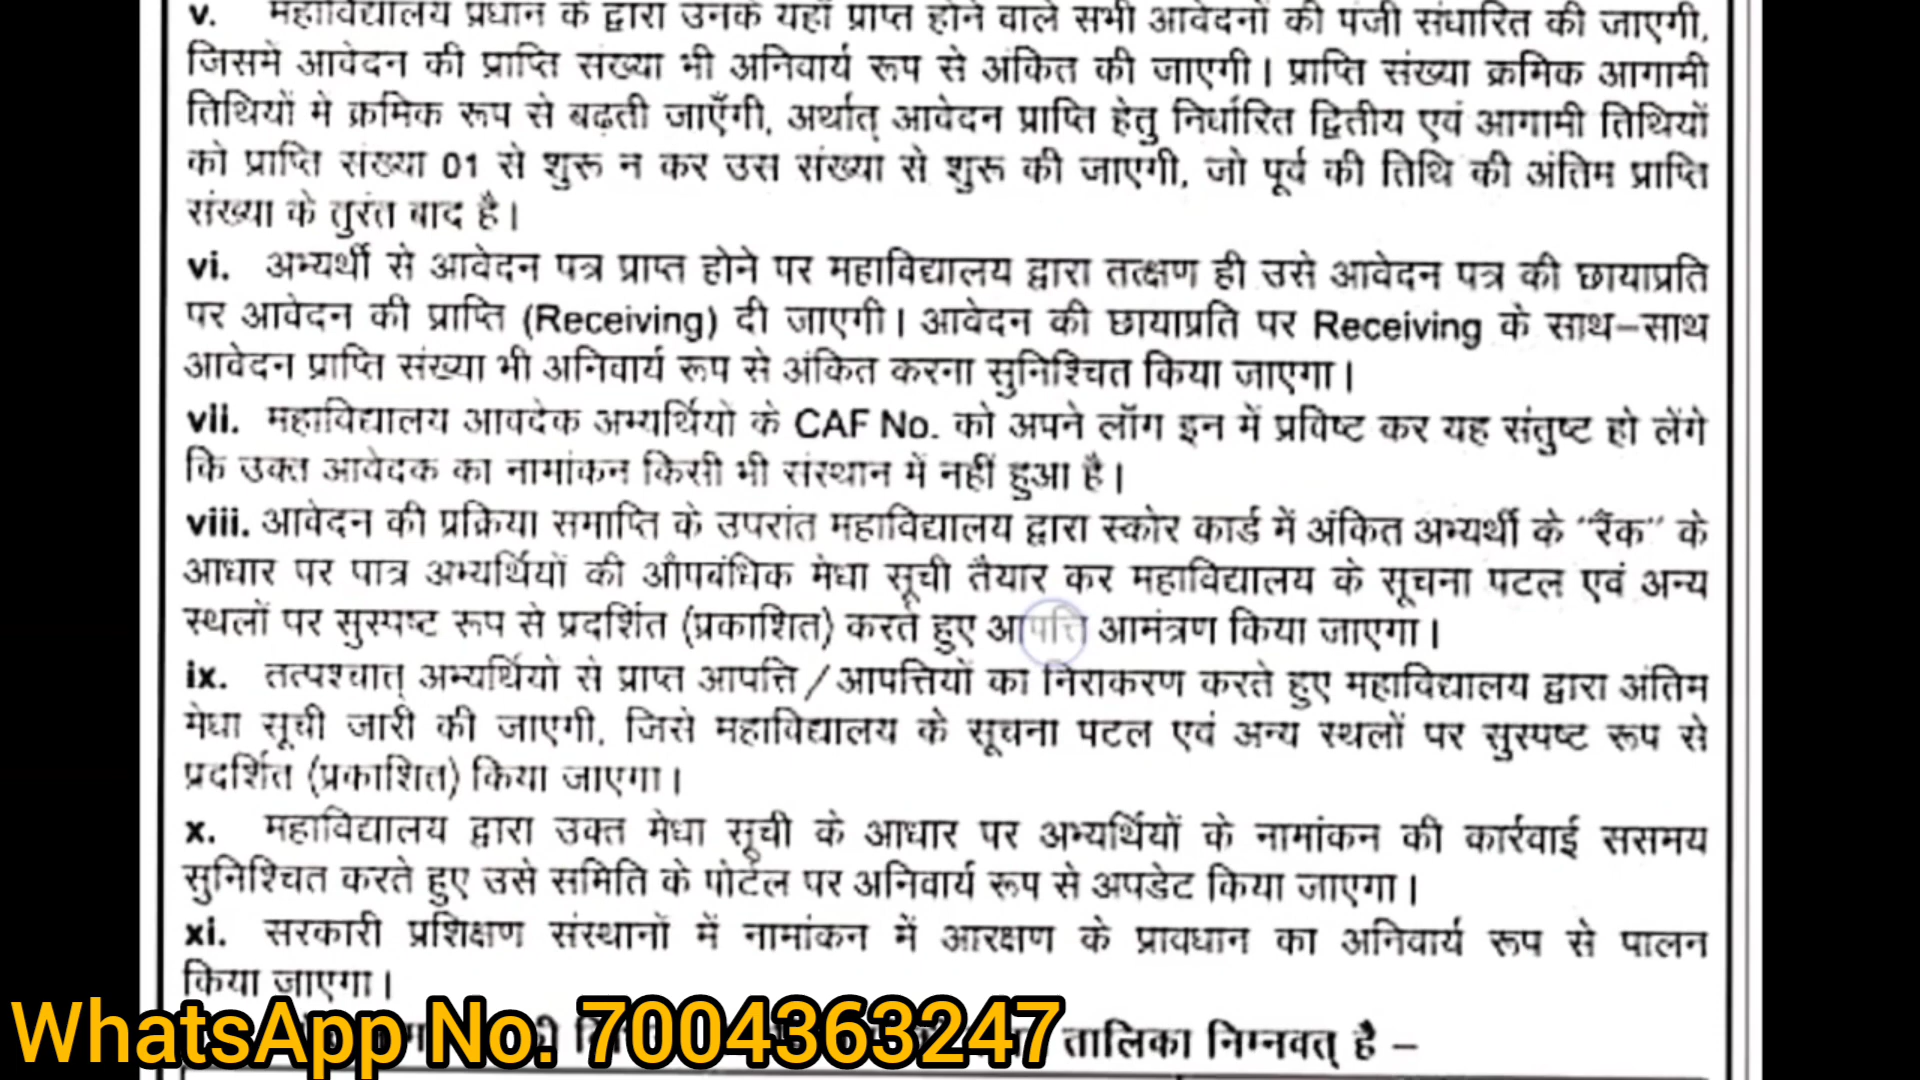 v. महाविद्यालय प्रधान के द्वारा उनके यहाँ प्राप्त होने वाले सभी आवेदनों की पंजी संधारित की जाएगी,
जिसमें आवेदन की प्राप्ति संख्या भी अनिवार्य रूप से अंकित की जाएगी। प्राप्ति संख्या क्रमिक आगामी
तिथियों में क्रमिक रूप से बढ़ती जाएँगी, अर्थात् आवेदन प्राप्ति हेतु निर्धारित द्वितीय एवं आगामी तिथियों
को प्राप्ति संख्या 01 से शुरू न कर उस संख्या से शुरू की जाएगी, जो पूर्व की तिथि की अंतिम प्राप्ति
संख्या के तुरंत बाद है।
vi. अभ्यर्थी से आवेदन पत्र प्राप्त होने पर महाविद्यालय द्वारा तत्क्षण ही उसे आवेदन पत्र की छायाप्रति
पर आवेदन की प्राप्ति (Receiving) दी जाएगी। आवेदन की छायाप्रति पर Receiving के साथ–साथ
आवेदन प्राप्ति संख्या भी अनिवार्य रूप से अंकित करना सुनिश्चित किया जाएगा।
vii. महाविद्यालय आवदेक अभ्यर्थियों के CAF No. को अपने लॉग इन में प्रविष्ट कर यह संतुष्ट हो लेंगे
कि उक्त आवेदक का नामांकन किसी भी संस्थान में नहीं हुआ है।
viii. आवेदन की प्रक्रिया समाप्ति के उपरांत महाविद्यालय द्वारा स्कोर कार्ड में अंकित अभ्यर्थी के "रैंक" के
आधार पर पात्र अभ्यर्थियों की औपबंधिक मेधा सूची तैयार कर महाविद्यालय के सूचना पटल एवं अन्य
स्थलों पर सुस्पष्ट रूप से प्रदर्शित (प्रकाशित) करते हुए आपत्ति आमंत्रण किया जाएगा।
ix. तत्पश्चात् अभ्यर्थियों से प्राप्त आपत्ति/आपत्तियों का निराकरण करते हुए महाविद्यालय द्वारा अंतिम
मेधा सूची जारी की जाएगी, जिसे महाविद्यालय के सूचना पटल एवं अन्य स्थलों पर सुस्पष्ट रूप से
प्रदर्शित (प्रकाशित) किया जाएगा।
x. महाविद्यालय द्वारा उक्त मेधा सूची के आधार पर अभ्यर्थियों के नामांकन की कार्रवाई ससमय
सुनिश्चित करते हुए उसे समिति के पोर्टल पर अनिवार्य रूप से अपडेट किया जाएगा।
xi. सरकारी प्रशिक्षण संस्थानों में नामांकन में आरक्षण के प्रावधान का अनिवार्य रूप से पालन
किया जाएगा।
WhatsApp No. 7004363247
तालिका निम्नवत् है –